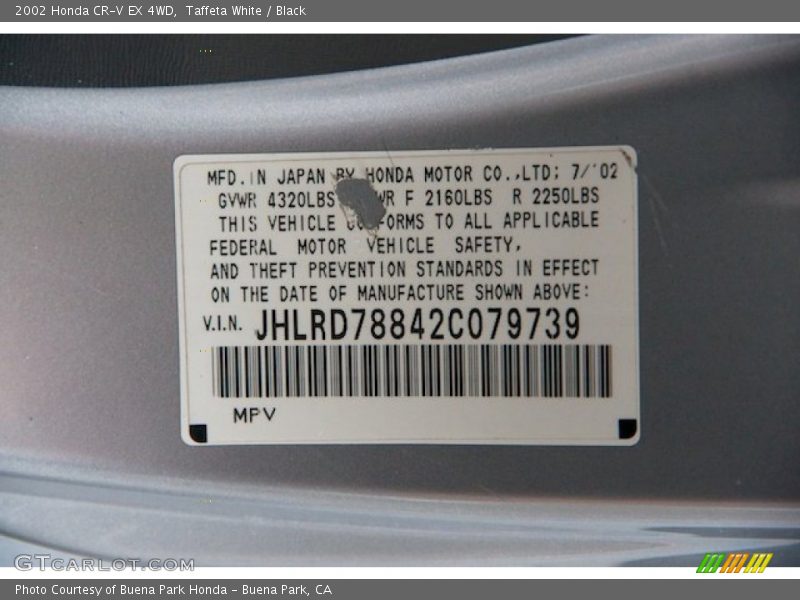 2002 Honda CR-V EX 4WD, Taffeta White / Black
MFD.IN JAPAN BY HONDA MOTOR CO.,LTD; 7/'02
GVWR 4320LBS WR F 2160LBS R 2250LBS
THIS VEHICLE TO ALL APPLICABLE
FEDERAL MOTOR VEHICLE SAFETY,
AND THEFT PREVENTION STANDARDS IN EFFECT
ON THE DATE OF MANUFACTURE SHOWN ABOVE:
V.I.N. JHLRD78842C079739
MPV
GTCARLOT.COM
Photo Courtesy of Buena Park Honda - Buena Park, CA